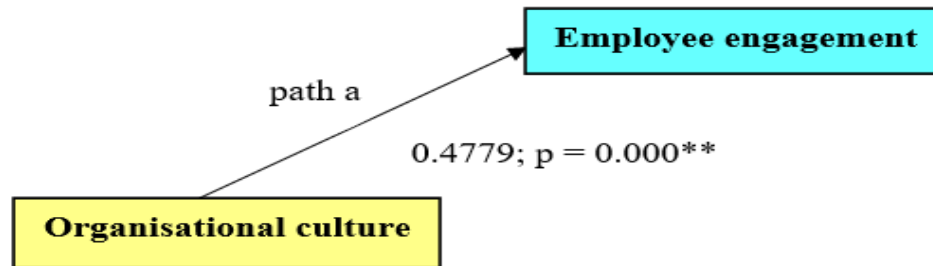 Employee engagement
path a
0.4779; p = 0.000**
Organisational culture